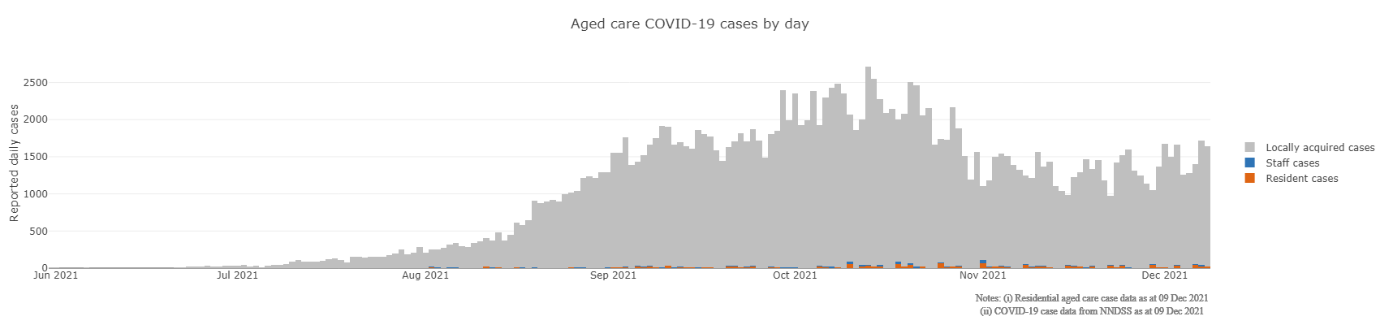 Aged care COVID-19 cases by day
Reported daily cases
2500
2000
1500
1000
500
0
Jun 2021 Jul 2021 Aug 2021 Sep 2021 Oct 2021 Nov 2021 Dec 2021
Locally acquired cases
Staff cases
Resident cases
Notes: (i) Residential aged care case data as at 09 Dec 2021
(ii) COVID-19 case data from NNDSS as at 09 Dec 2021